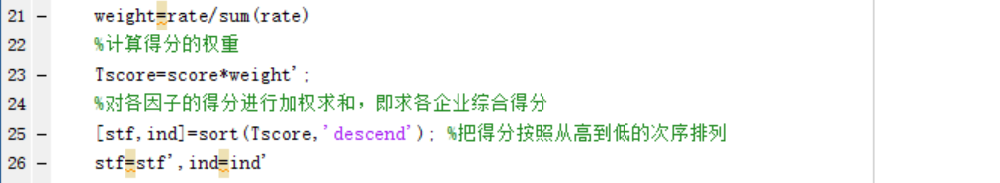 21 — weight=rate/sum(rate)
22 %计算得分的权重
23 — Tscore=score*weight';
24 %对各因子的得分进行加权求和，即求各企业综合得分
25 — [stf,ind]=sort(Tscore,'descend'); %把得分按照从高到低的次序排列
26 — stf=stf',ind=ind'